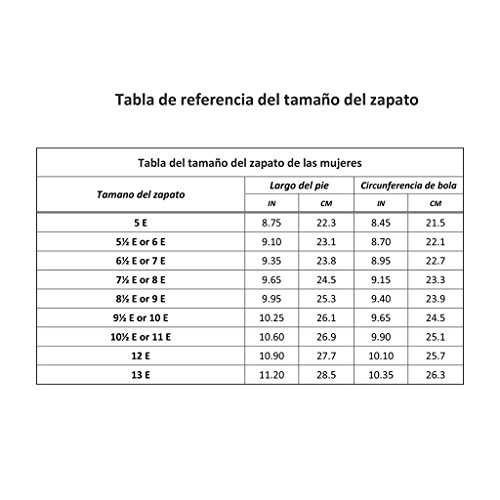 Tabla de referencia del tamaño del zapato
Tabla del tamaño del zapato de las mujeres
Tamano del zapato Largo del pie Circunferencia de bola
IN CM IN CM
5 E 8.75 22.3 8.45 21.5
5½ E or 6 E 9.10 23.1 8.70 22.1
6½ E or 7 E 9.35 23.8 8.95 22.7
7½ E or 8 E 9.65 24.5 9.15 23.3
8½ E or 9 E 9.95 25.3 9.40 23.9
9½ E or 10 E 10.25 26.1 9.65 24.5
10½ E or 11 E 10.60 26.9 9.90 25.1
12 E 10.90 27.7 10.10 25.7
13 E 11.20 28.5 10.35 26.3